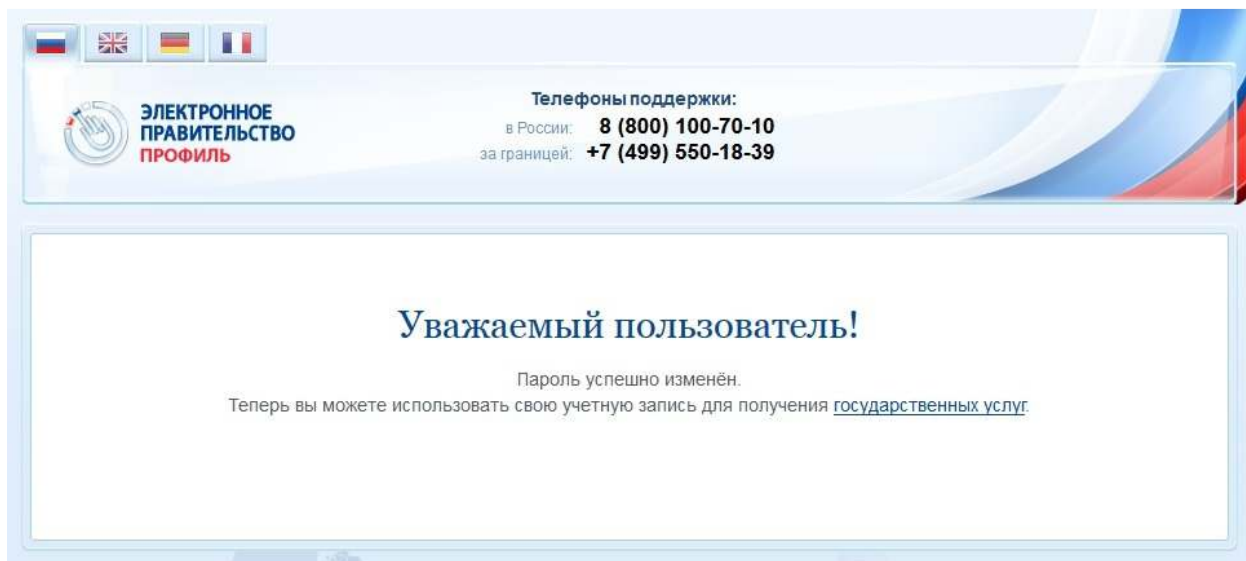 ЭЛЕКТРОННОЕ
ПРАВИТЕЛЬСТВО
ПРОФИЛЬ
Телефоны поддержки:
в России: 8 (800) 100-70-10
за границей: +7 (499) 550-18-39
Уважаемый пользователь!
Пароль успешно изменён.
Теперь вы можете использовать свою учетную запись для получения государственных услуг.